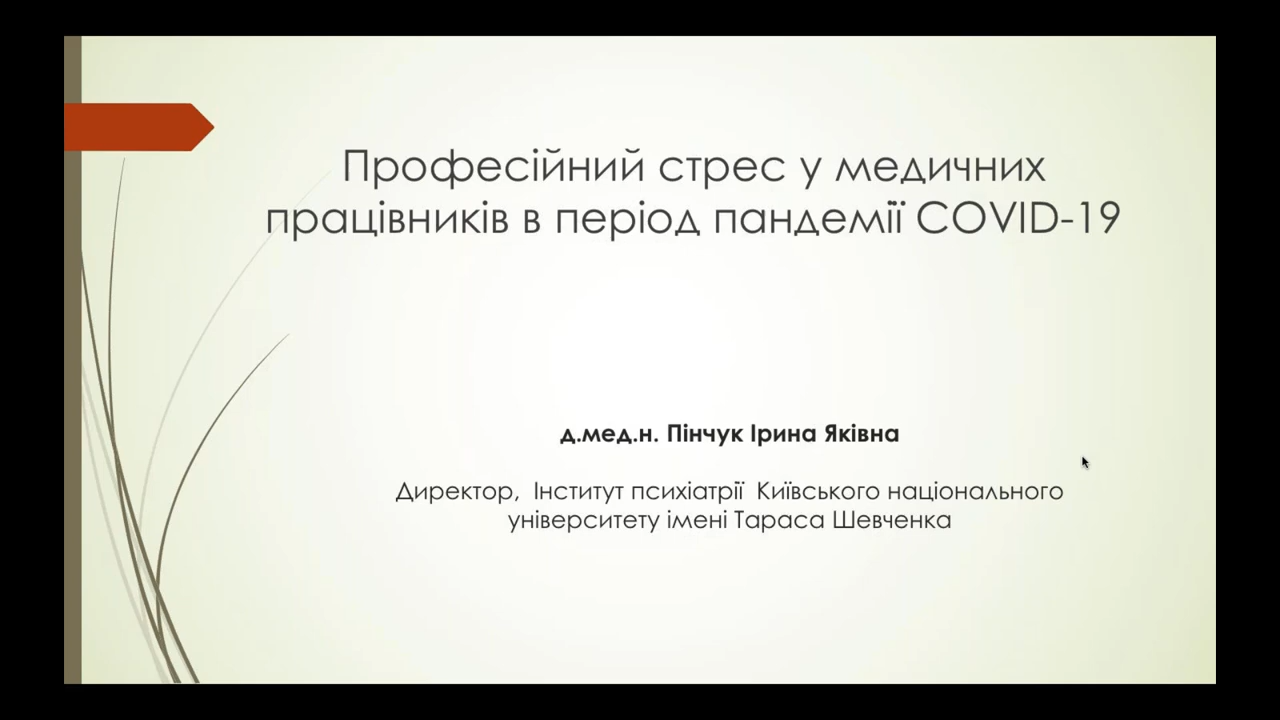 Професійний стрес у медичних
працівників в період пандемії COVID-19
д.мед.н. Пінчук Ірина Яківна
Директор, Інститут психіатрії Київського національного
університету імені Тараса Шевченка